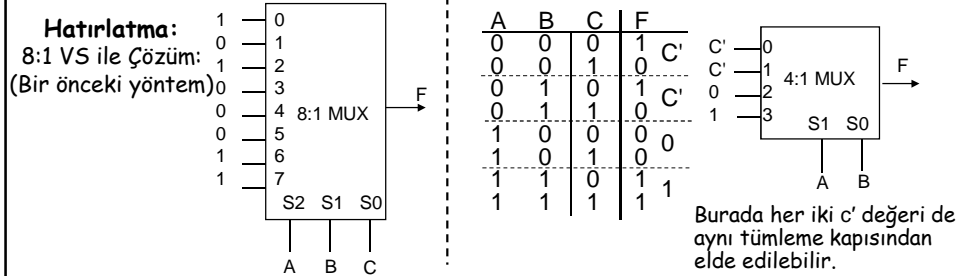 Hatırlatma:
8:1 VS ile Çözüm:
(Bir önceki yöntem)
1 0
0 1
1 2
0 3
0 4
0 5
1 6
1 7
8:1 MUX
F
S2 S1 S0
A B C
A B C F
0 0 0 1
0 0 1 0
C'
0 1 0 1
0 1 1 0
C'
1 0 0 0
1 0 1 0
0
1 1 0 1
1 1 1 1
1
C' 0
C' 1
0 2
1 3
4:1 MUX
F
S1 S0
A B
Burada her iki c' değeri de
aynı tümleme kapısından
elde edilebilir.